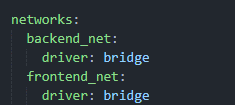 networks:
  backend_net:
    driver: bridge
  frontend_net:
    driver: bridge